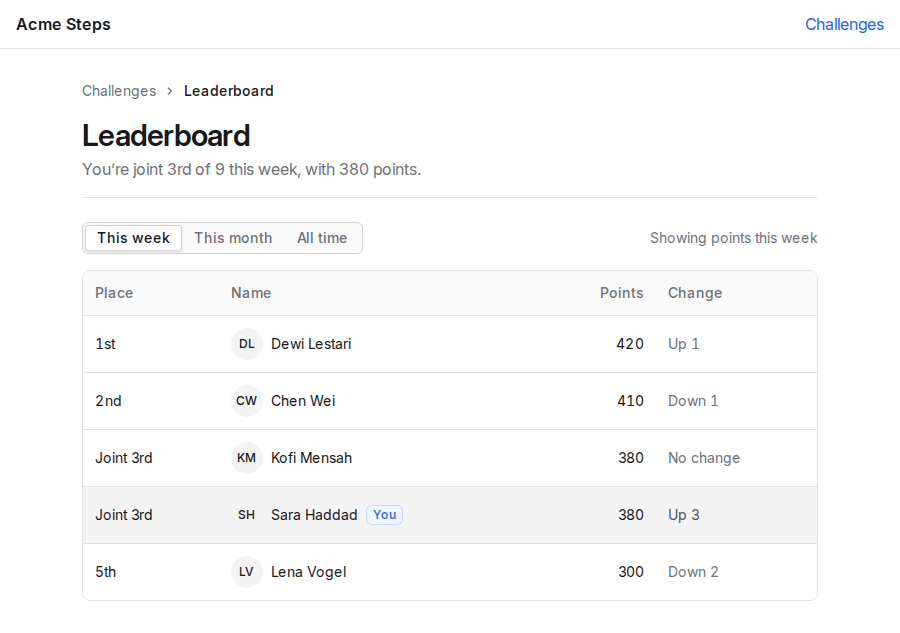 Acme Steps Challenges
Challenges › Leaderboard
Leaderboard
You’re joint 3rd of 9 this week, with 380 points.
This week This month All time Showing points this week
Place Name Points Change
1st DL Dewi Lestari 420 Up 1
2nd CW Chen Wei 410 Down 1
Joint 3rd KM Kofi Mensah 380 No change
Joint 3rd SH Sara Haddad You 380 Up 3
5th LV Lena Vogel 300 Down 2